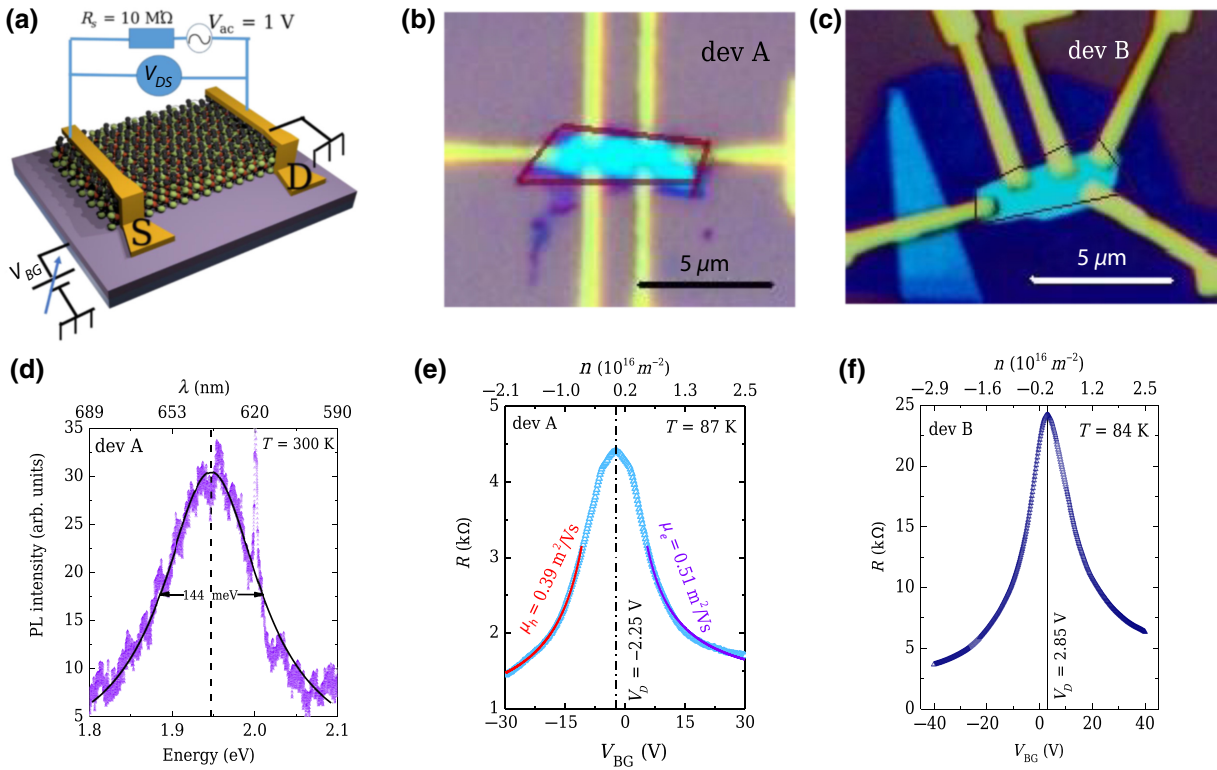 (a)
R_s = 10 MΩ
V_ac = 1 V
V_DS
D
S
V_BG
(b)
dev A
5 μm
(c)
dev B
5 μm
(d)
λ (nm)
689 653 620 590
dev A
T = 300 K
PL intensity (arb. units)
35
30
25
20
15
10
5
144 meV
1.8 1.9 2.0 2.1
Energy (eV)
(e)
n (10^16 m^−2)
−2.1 −1.0 0.2 1.3 2.5
dev A
T = 87 K
R (kΩ)
5
4
3
2
1
μ_h = 0.39 m^2/Vs
μ_e = 0.51 m^2/Vs
V_D = −2.25 V
−30 −15 0 15 30
V_BG (V)
(f)
n (10^16 m^−2)
−2.9 −1.6 −0.2 1.2 2.5
dev B
T = 84 K
R (kΩ)
25
20
15
10
5
0
V_D = 2.85 V
−40 −20 0 20 40
V_BG (V)